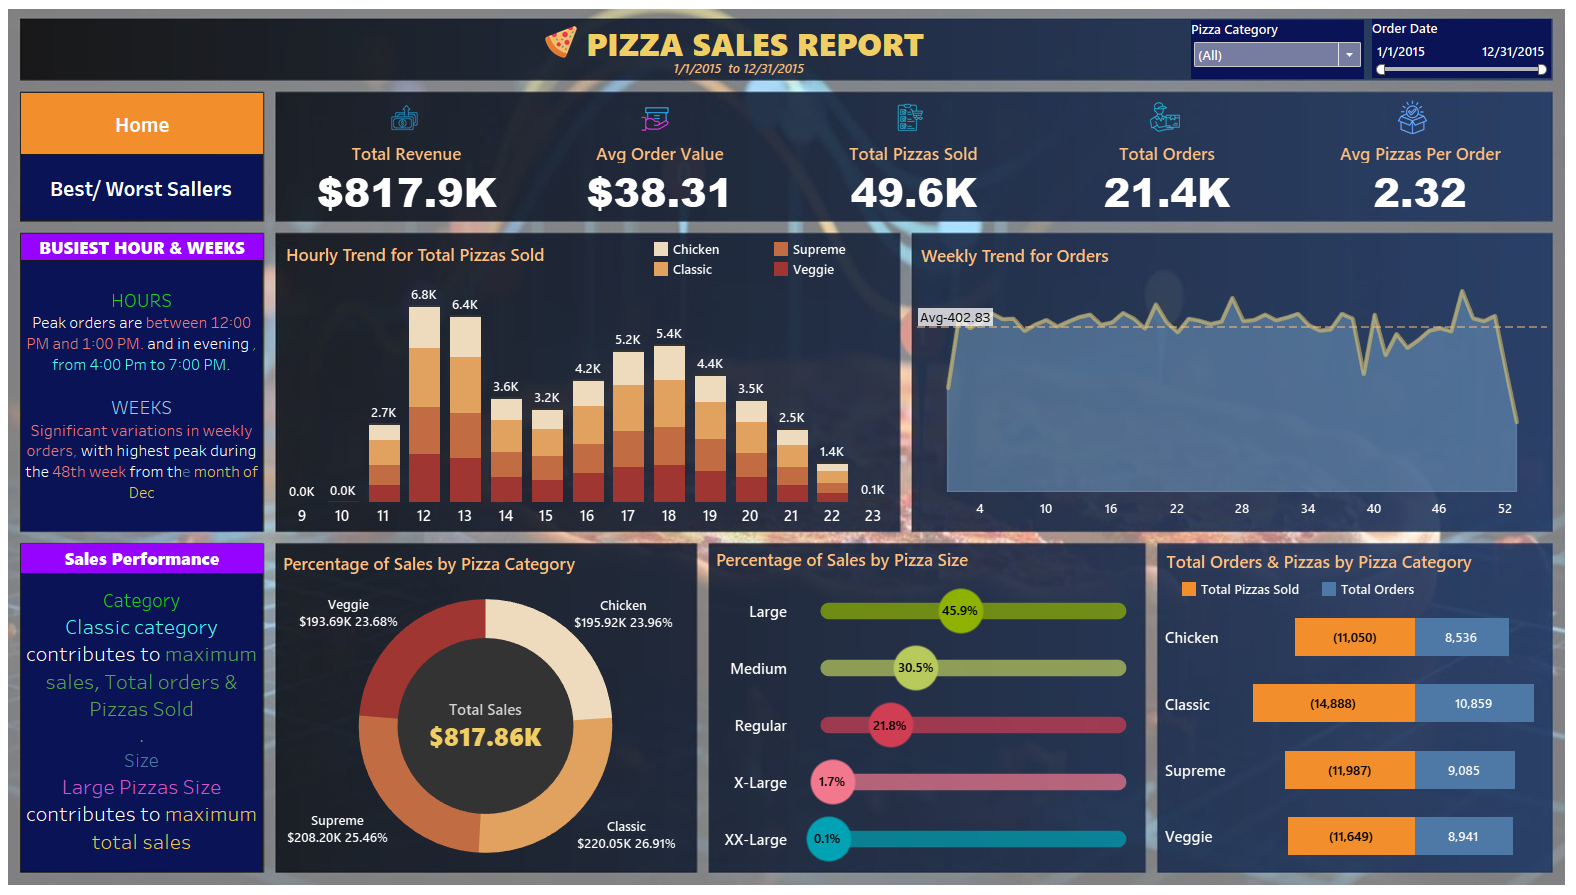 PIZZA SALES REPORT
1/1/2015 to 12/31/2015
Pizza Category
(All)
Order Date
1/1/2015 12/31/2015
Home
Best/ Worst Sallers
Total Revenue
$817.9K
Avg Order Value
$38.31
Total Pizzas Sold
49.6K
Total Orders
21.4K
Avg Pizzas Per Order
2.32
BUSIEST HOUR & WEEKS
HOURS
Peak orders are between 12:00
PM and 1:00 PM. and in evening ,
from 4:00 Pm to 7:00 PM.
WEEKS
Significant variations in weekly
orders, with highest peak during
the 48th week from the month of
Dec
Hourly Trend for Total Pizzas Sold
Chicken Supreme
Classic Veggie
0.0K 0.0K 2.7K 6.8K 6.4K 3.6K 3.2K 4.2K 5.2K 5.4K 4.4K 3.5K 2.5K 1.4K 0.1K
9 10 11 12 13 14 15 16 17 18 19 20 21 22 23
Weekly Trend for Orders
Avg-402.83
4 10 16 22 28 34 40 46 52
Sales Performance
Category
Classic category
contributes to maximum
sales, Total orders &
Pizzas Sold
.
Size
Large Pizzas Size
contributes to maximum
total sales
Percentage of Sales by Pizza Category
Veggie
$193.69K 23.68%
Chicken
$195.92K 23.96%
Total Sales
$817.86K
Supreme
$208.20K 25.46%
Classic
$220.05K 26.91%
Percentage of Sales by Pizza Size
Large 45.9%
Medium 30.5%
Regular 21.8%
X-Large 1.7%
XX-Large 0.1%
Total Orders & Pizzas by Pizza Category
Total Pizzas Sold Total Orders
Chicken (11,050) 8,536
Classic (14,888) 10,859
Supreme (11,987) 9,085
Veggie (11,649) 8,941